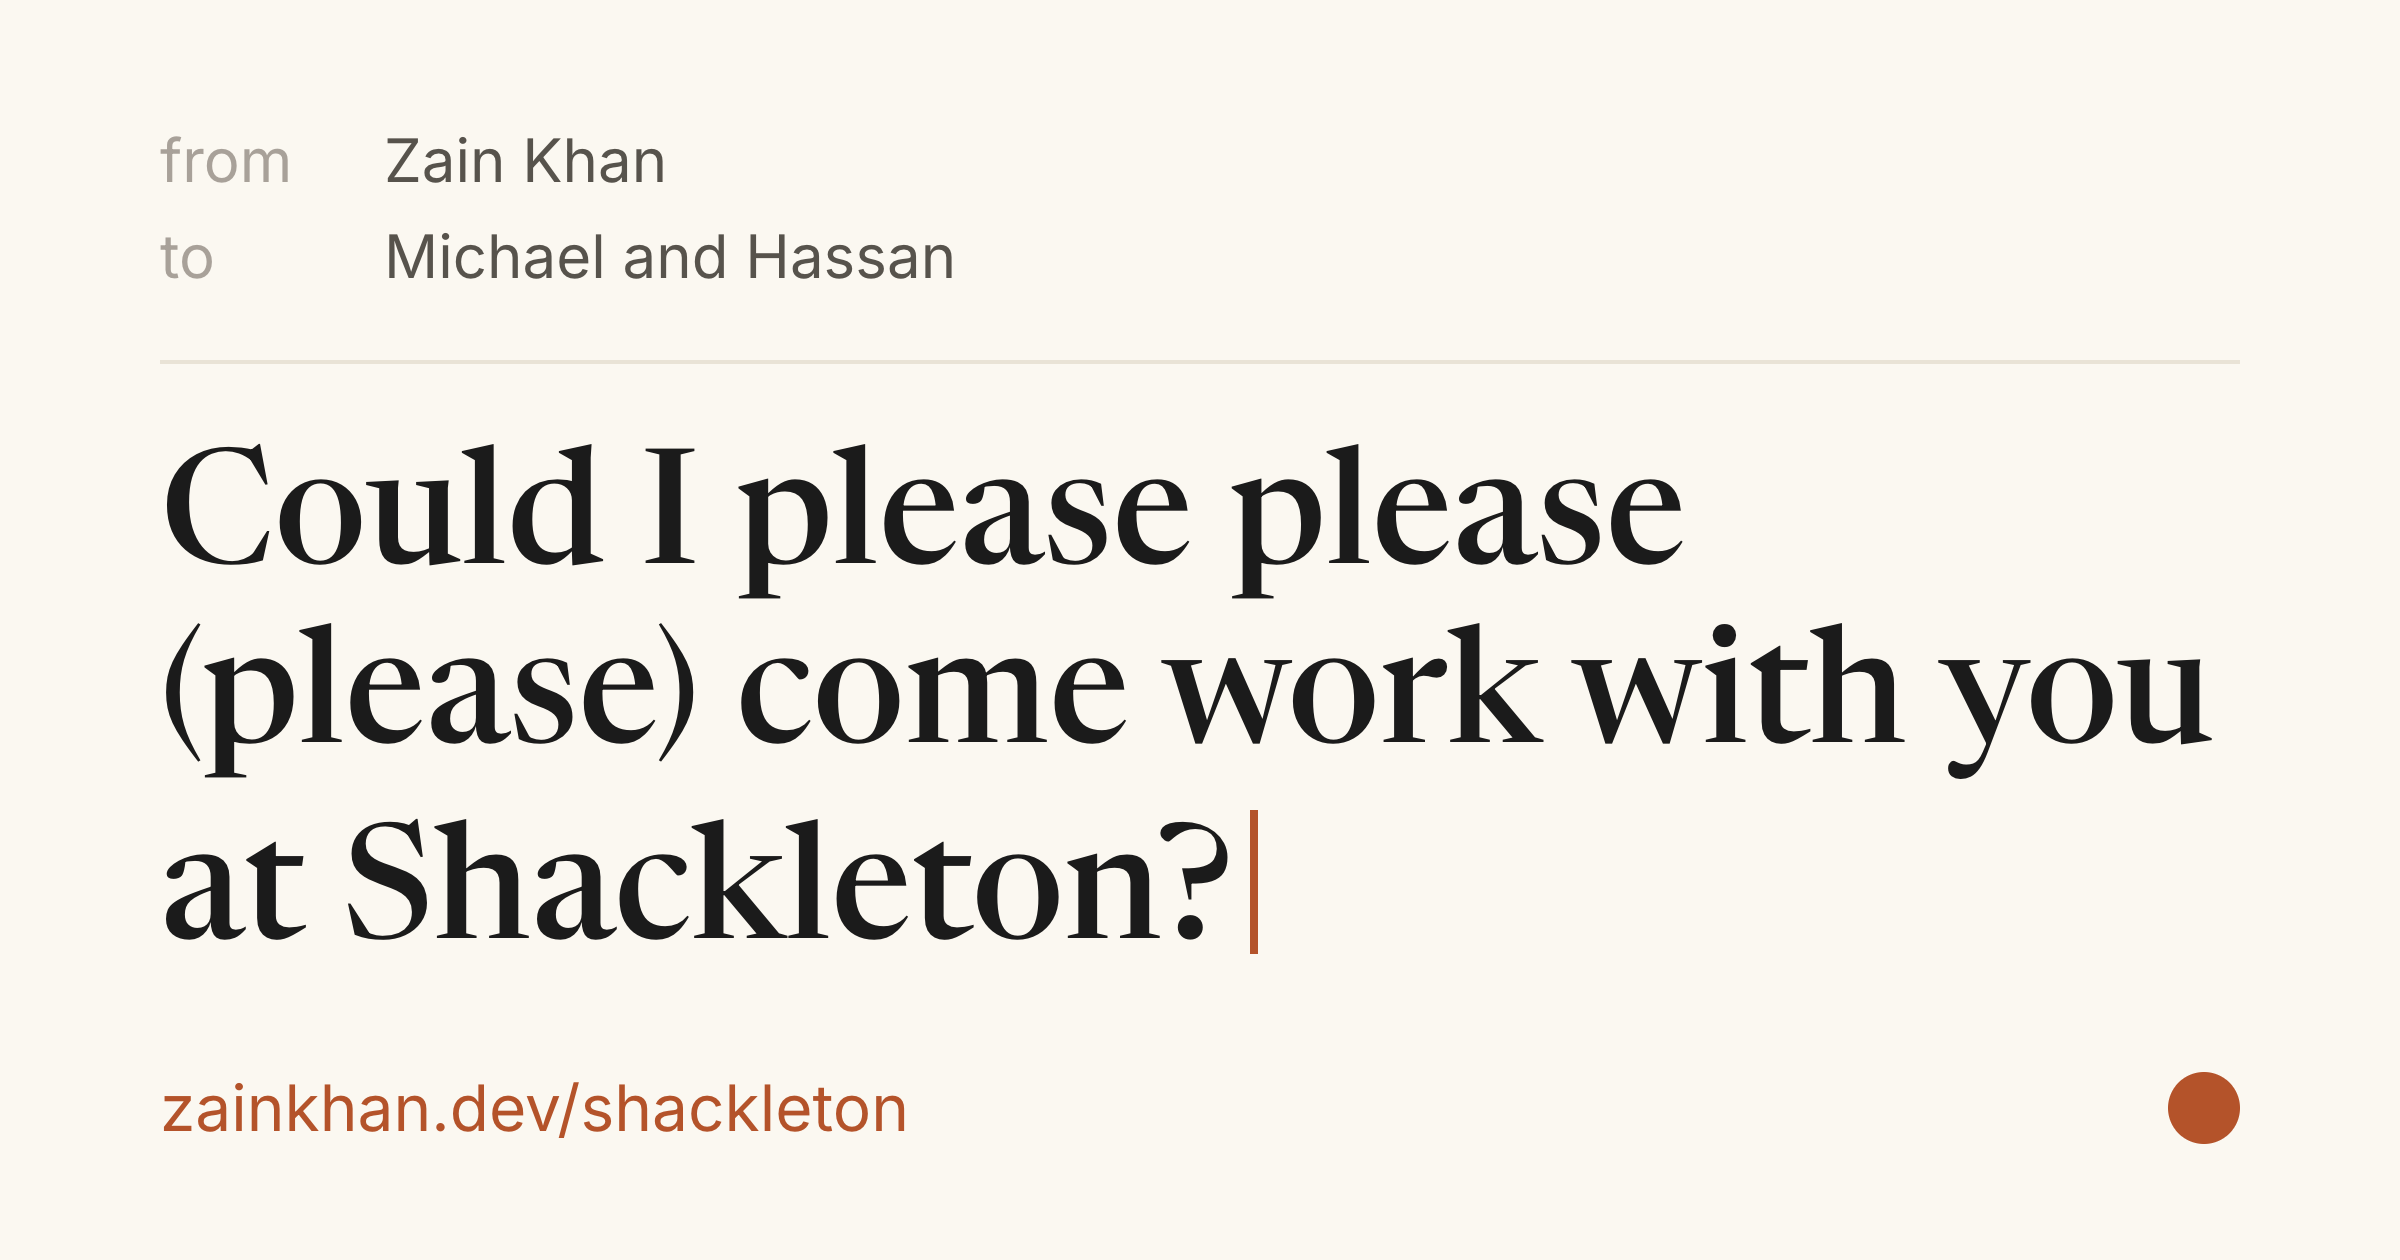 from Zain Khan
to Michael and Hassan
Could I please please
(please) come work with you
at Shackleton?
zainkhan.dev/shackleton